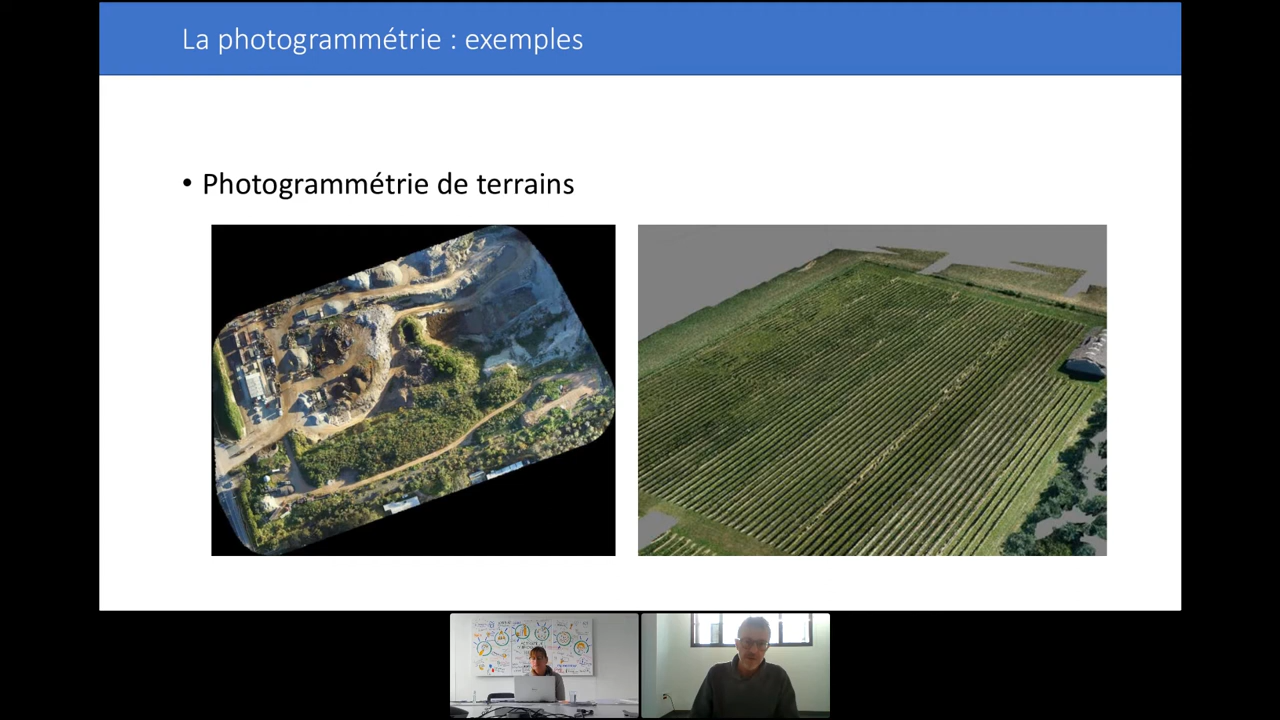 La photogrammétrie : exemples
• Photogrammétrie de terrains